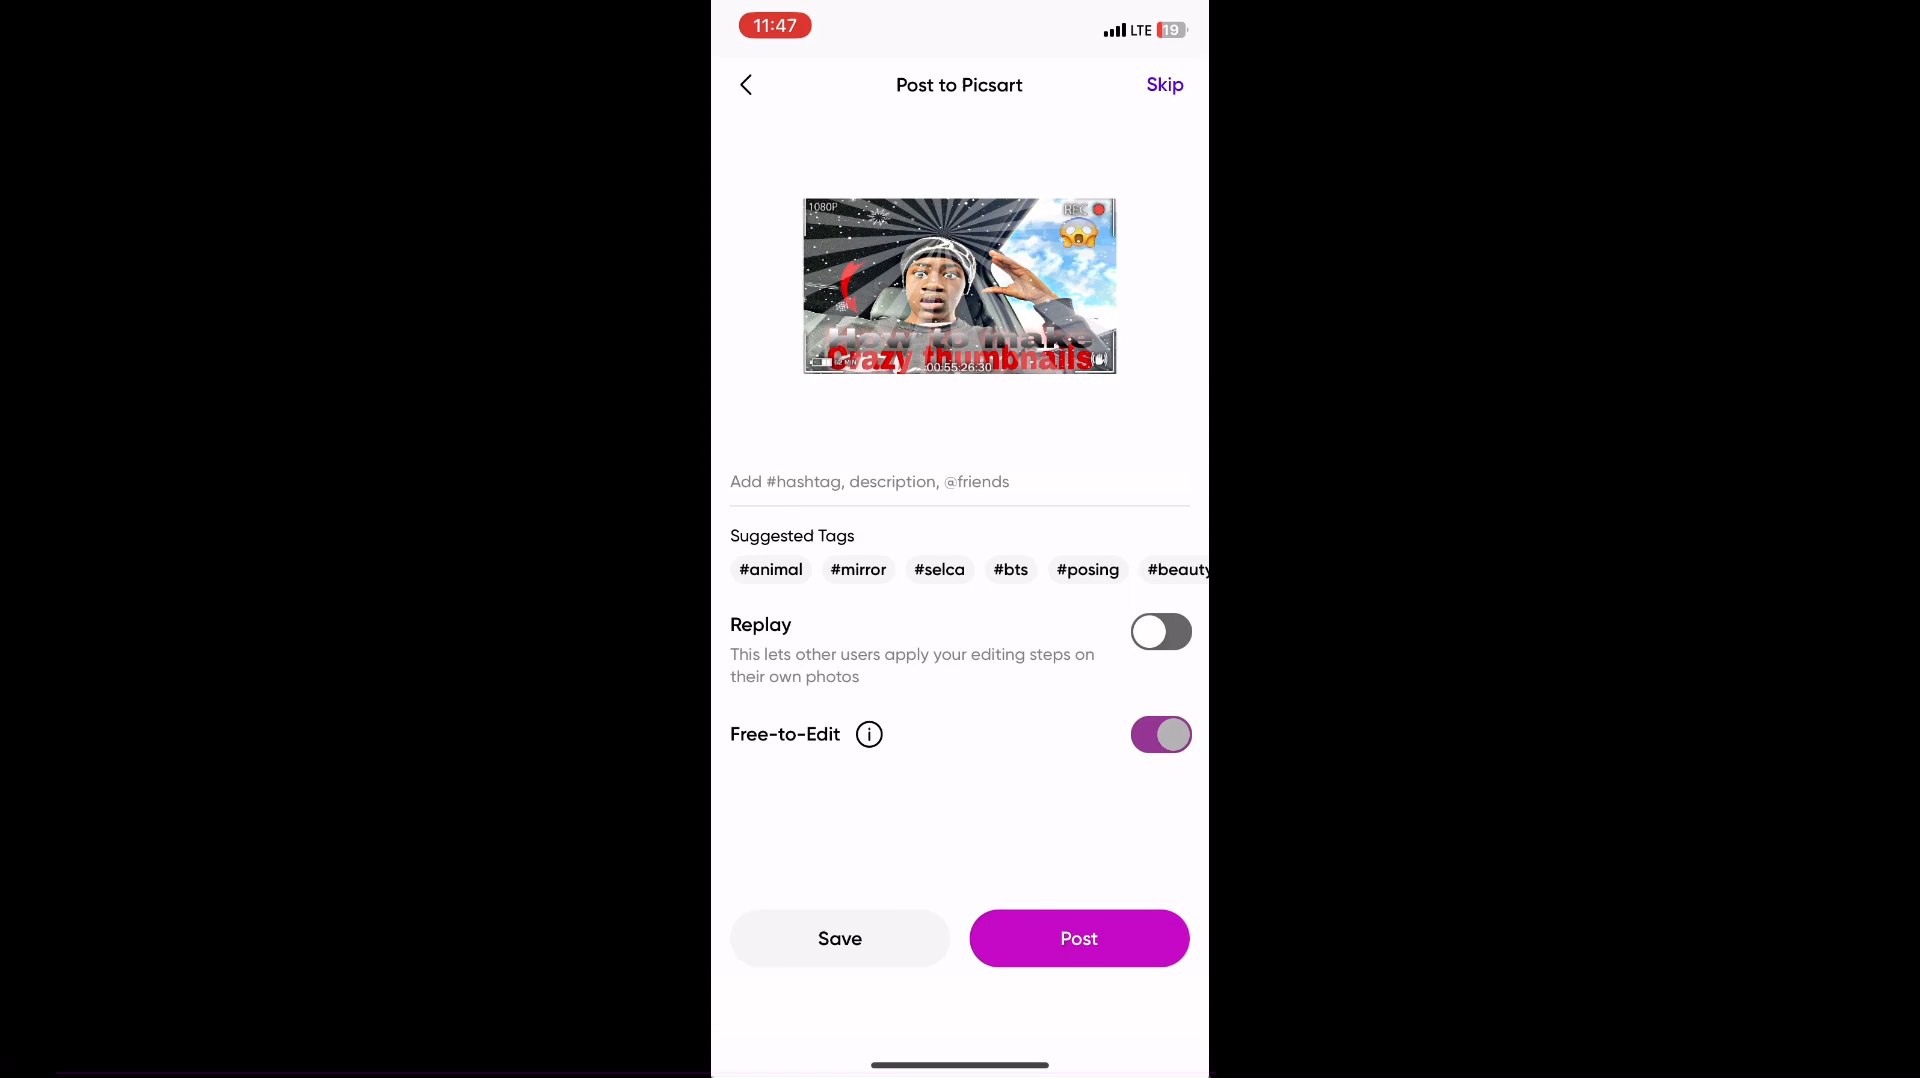 11:47
LTE 19
Post to Picsart
Skip
1080P
REC
How to make
Crazy thumbnails
00:55:26:30
Add #hashtag, description, @friends
Suggested Tags
#animal #mirror #selca #bts #posing #beauty
Replay
This lets other users apply your editing steps on
their own photos
Free-to-Edit i
Save
Post